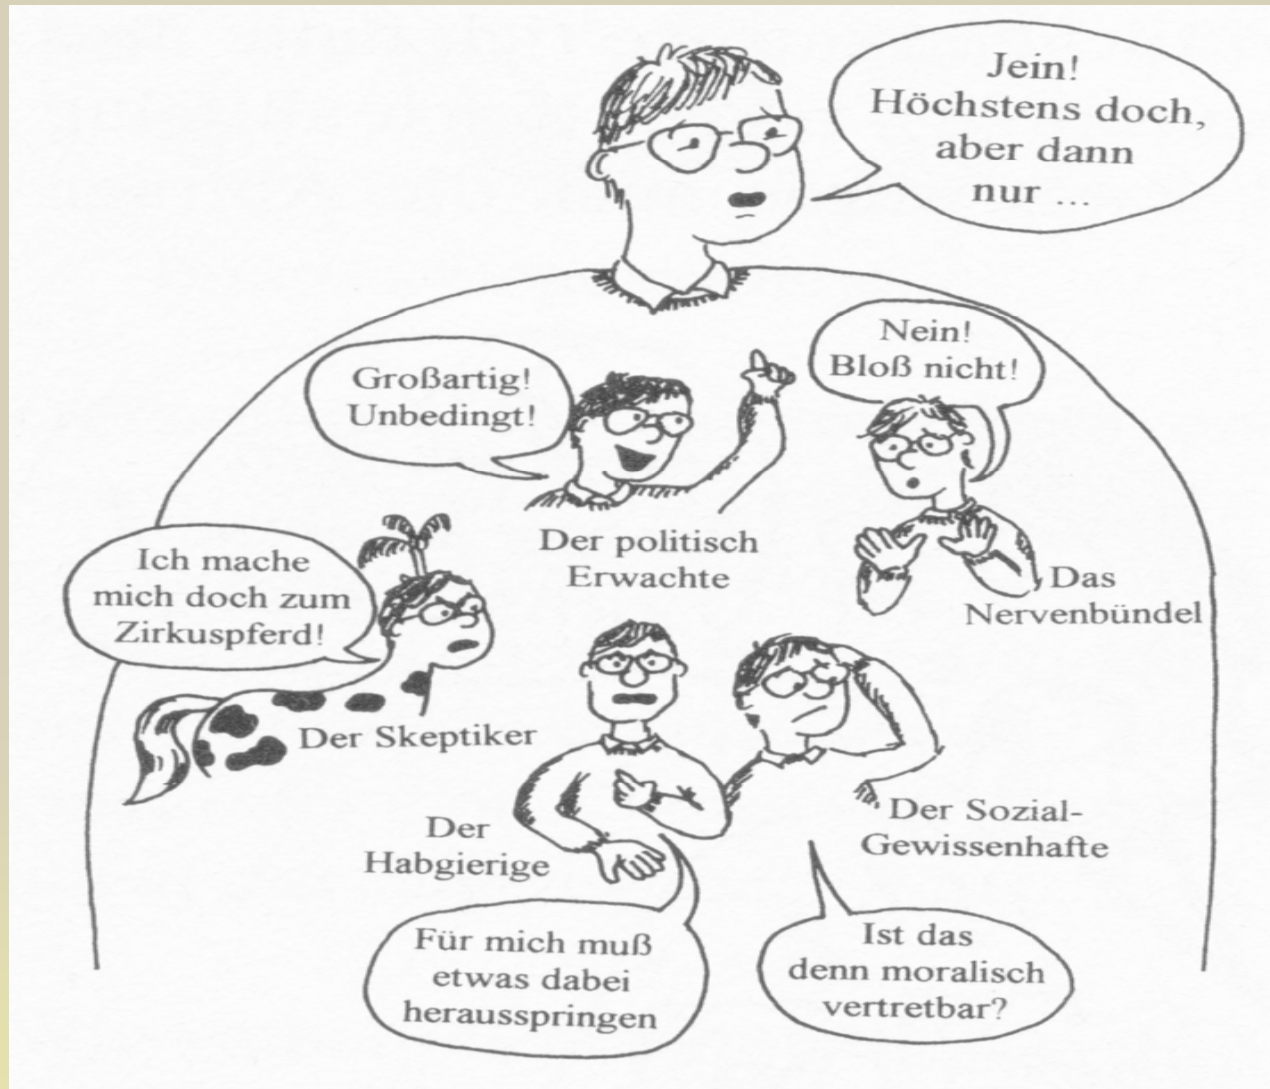 Jein!
Höchstens doch,
aber dann
nur ...
Großartig!
Unbedingt!
Nein!
Bloß nicht!
Der politisch
Erwachte
Das
Nervenbündel
Ich mache
mich doch zum
Zirkuspferd!
Der Skeptiker
Der
Habgierige
Der Sozial-
Gewissenhafte
Für mich muß
etwas dabei
herausspringen
Ist das
denn moralisch
vertretbar?